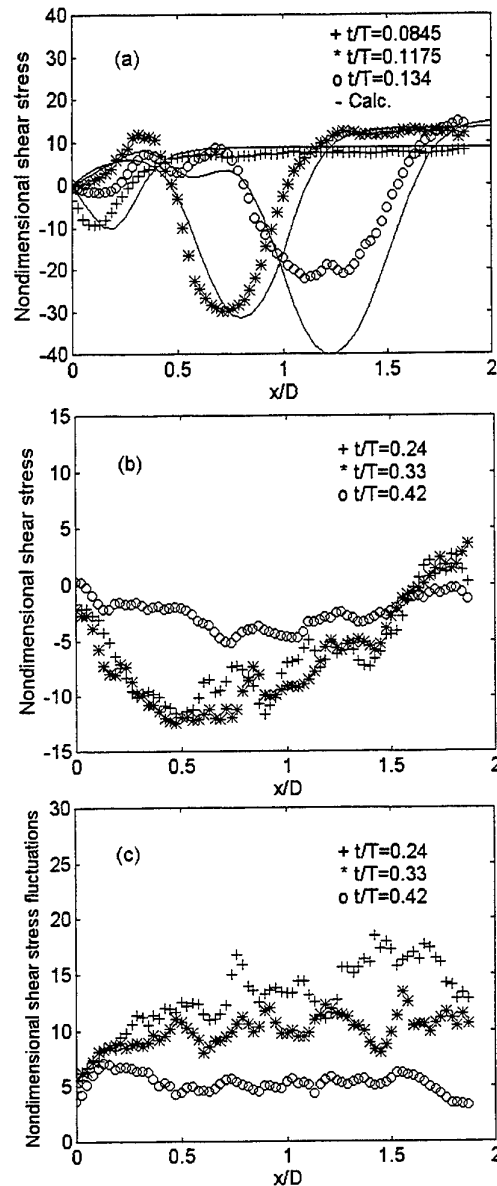 40
30
20
10
0
-10
-20
-30
-40
Nondimensional shear stress
(a)
+ t/T=0.0845
* t/T=0.1175
o t/T=0.134
- Calc.
0
0.5
1
1.5
2
x/D
15
10
5
0
-5
-10
-15
Nondimensional shear stress
(b)
+ t/T=0.24
* t/T=0.33
o t/T=0.42
0
0.5
1
1.5
2
x/D
30
25
20
15
10
5
0
Nondimensional shear stress fluctuations
(c)
+ t/T=0.24
* t/T=0.33
o t/T=0.42
0
0.5
1
1.5
2
x/D